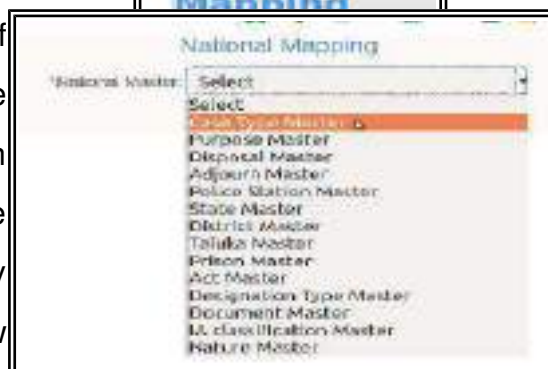 Mapping
National Mapping
*National Master: Select
Select
Case Type Master
Purpose Master
Disposal Master
Adjourn Master
Police Station Master
State Master
District Master
Taluka Master
Prison Master
Act Master
Designation Type Master
Document Master
IA classification Master
Nature Master